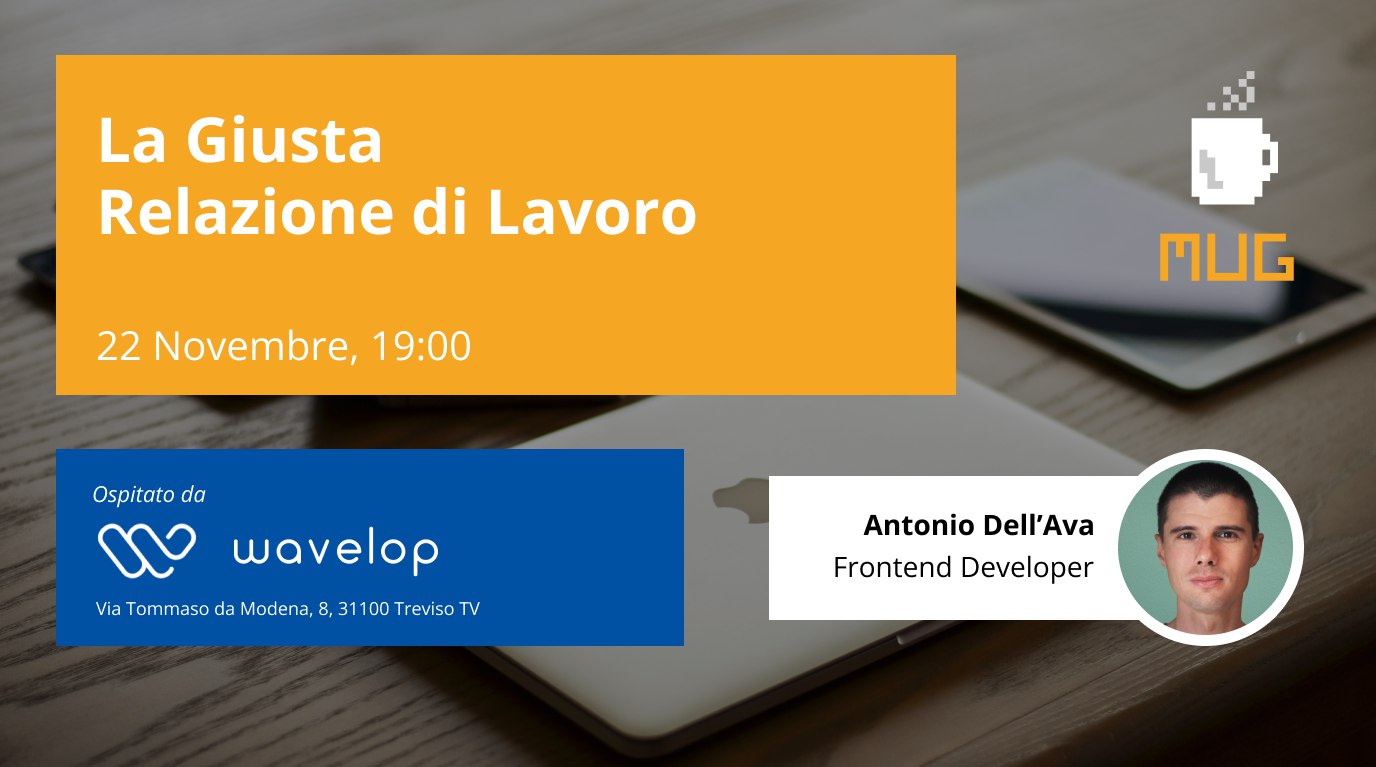 La Giusta
Relazione di Lavoro
22 Novembre, 19:00
MUG
Ospitato da
wavelop
Via Tommaso da Modena, 8, 31100 Treviso TV
Antonio Dell’Ava
Frontend Developer